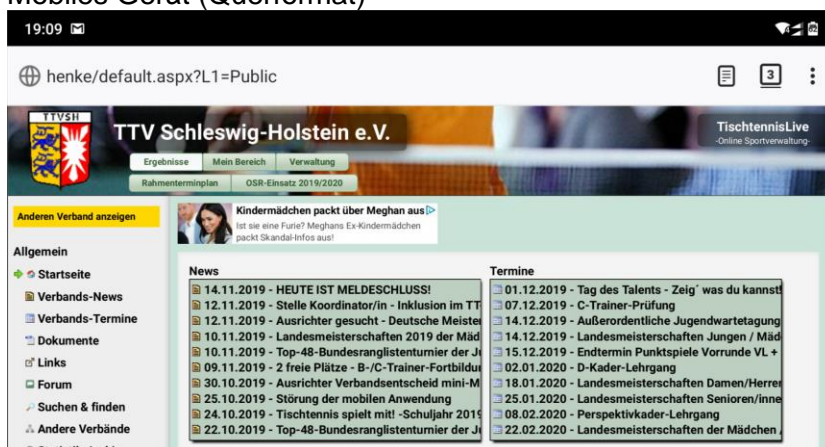 Mobiles Gerät (Querformat)
19:09
henke/default.aspx?L1=Public
3
TTVSH
TTV Schleswig-Holstein e.V.
TischtennisLive
-Online Sportverwaltung-
Ergebnisse Mein Bereich Verwaltung
Rahmenterminplan OSR-Einsatz 2019/2020
Anderen Verband anzeigen
Kindermädchen packt über Meghan aus
Ist sie eine Furie? Meghans Ex-Kindermädchen
packt Skandal-Infos aus!
Allgemein
Startseite
Verbands-News
Verbands-Termine
Dokumente
Links
Forum
Suchen & finden
Andere Verbände
News
14.11.2019 - HEUTE IST MELDESCHLUSS!
12.11.2019 - Stelle Koordinator/in - Inklusion im TT
12.11.2019 - Ausrichter gesucht - Deutsche Meiste
10.11.2019 - Landesmeisterschaften 2019 der Mäd
10.11.2019 - Top-48-Bundesranglistenturnier der Ju
09.11.2019 - 2 freie Plätze - B-/C-Trainer-Fortbildu
30.10.2019 - Ausrichter Verbandsentscheid mini-M
25.10.2019 - Störung der mobilen Anwendung
24.10.2019 - Tischtennis spielt mit! -Schuljahr 2019
22.10.2019 - Top-48-Bundesranglistenturnier der Ju
Termine
01.12.2019 - Tag des Talents - Zeig´ was du kannst!
07.12.2019 - C-Trainer-Prüfung
14.12.2019 - Außerordentliche Jugendwartetagung
14.12.2019 - Landesmeisterschaften Jungen / Mäd
15.12.2019 - Endtermin Punktspiele Vorrunde VL +
02.01.2020 - D-Kader-Lehrgang
18.01.2020 - Landesmeisterschaften Damen/Herren
25.01.2020 - Landesmeisterschaften Senioren/inne
08.02.2020 - Perspektivkader-Lehrgang
22.02.2020 - Landesmeisterschaften der Mädchen